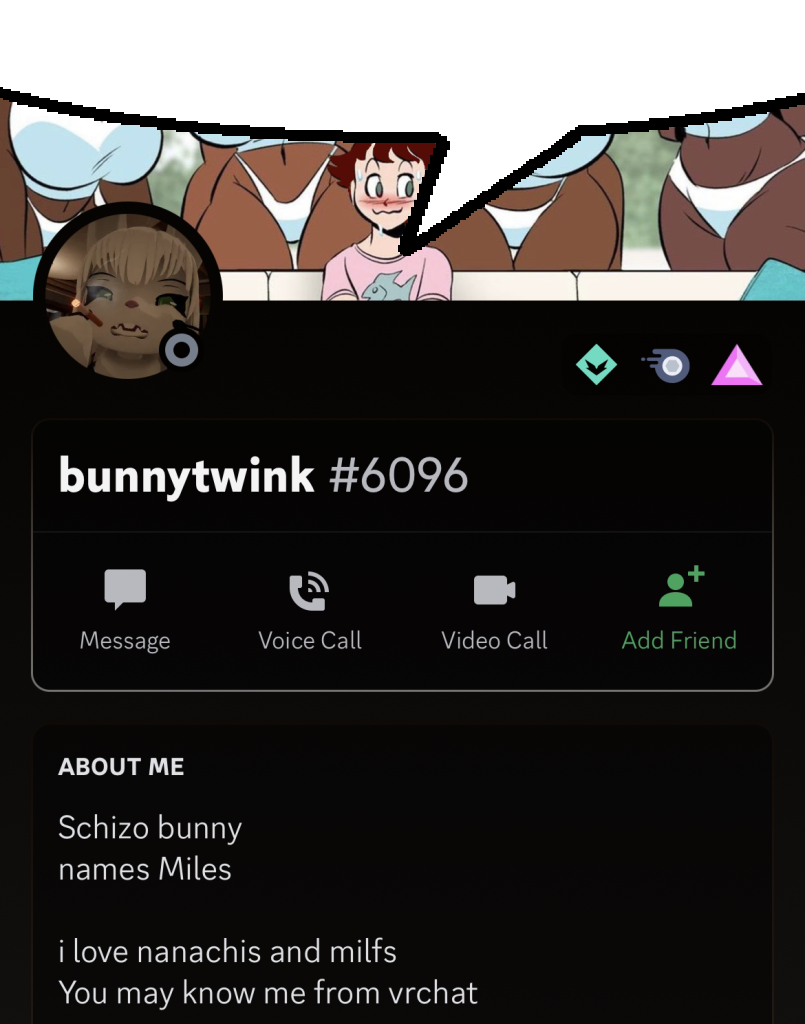 bunnytwink #6096
Message
Voice Call
Video Call
Add Friend
ABOUT ME
Schizo bunny
names Miles
i love nanachis and milfs
You may know me from vrchat